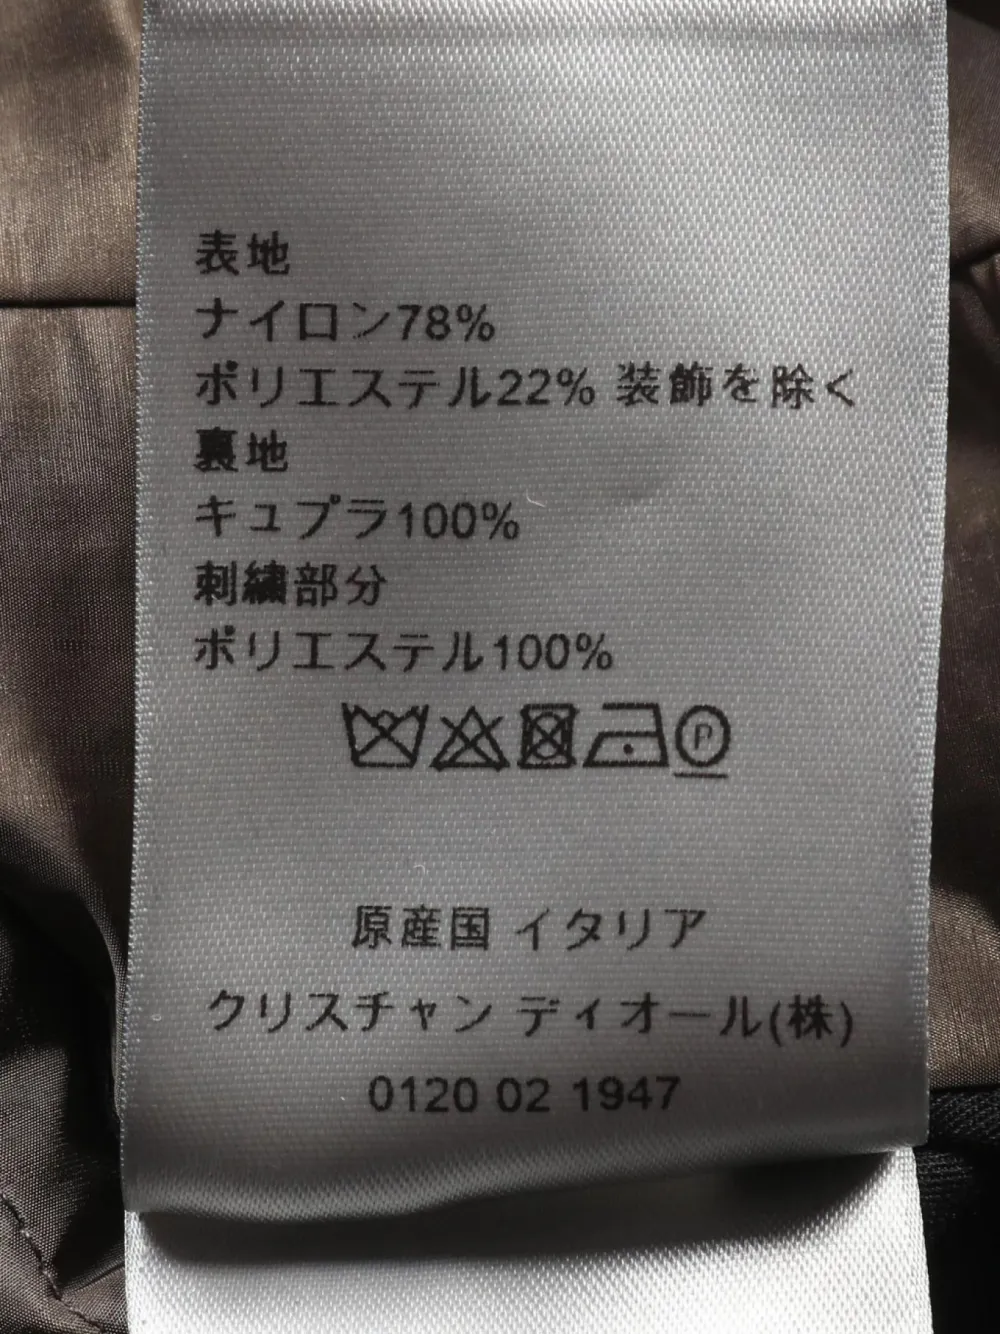 表地
ナイロン78%
ポリエステル22% 装飾を除く
裏地
キュプラ100%
刺繍部分
ポリエステル100%
P
原産国 イタリア
クリスチャン ディオール(株)
0120 02 1947